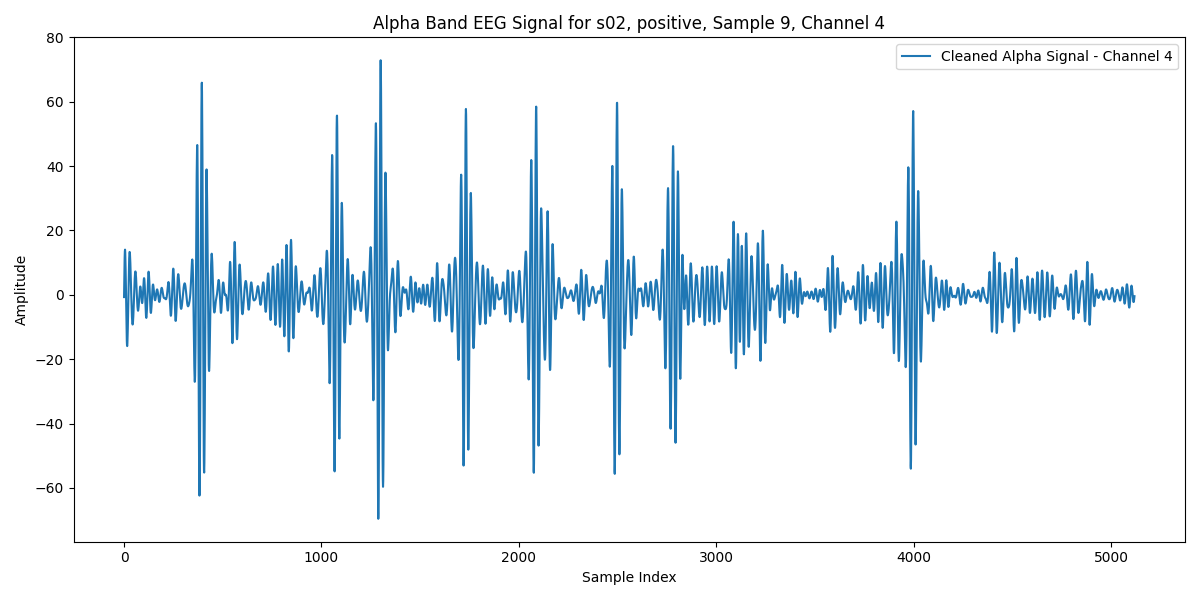 Alpha Band EEG Signal for s02, positive, Sample 9, Channel 4
Cleaned Alpha Signal - Channel 4
80
60
40
20
0
−20
−40
−60
Amplitude
0 1000 2000 3000 4000 5000
Sample Index